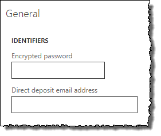 General
IDENTIFIERS
Encrypted password
Direct deposit email address